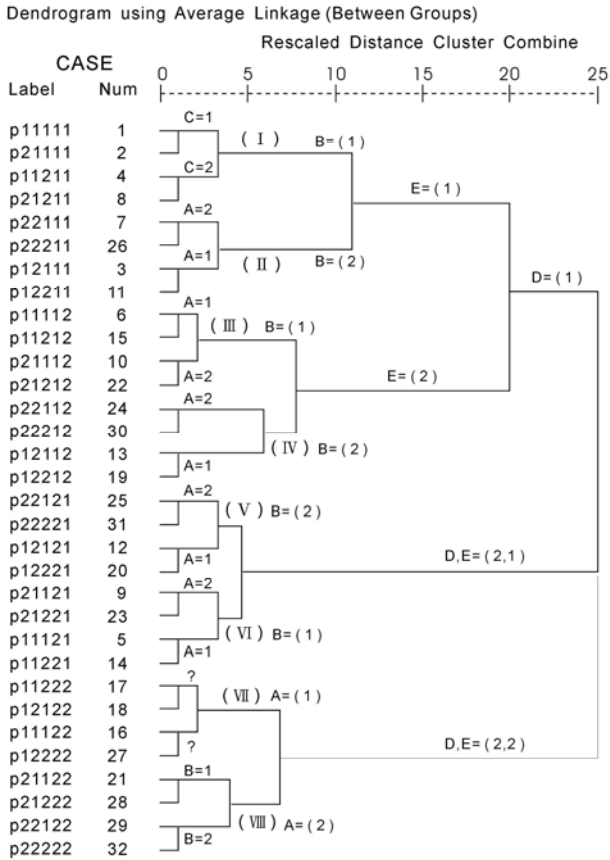 Dendrogram using Average Linkage (Between Groups)
Rescaled Distance Cluster Combine
CASE 0 5 10 15 20 25
Label Num
C=1
p11111 1 (Ⅰ) B=(1)
p21111 2
C=2
p11211 4 E=(1)
p21211 8
A=2
p22111 7
p22211 26
A=1 (Ⅱ) B=(2)
p12111 3 D=(1)
p12211 11
A=1
p11112 6 (Ⅲ) B=(1)
p11212 15
p21112 10
p21212 22 A=2 E=(2)
A=2
p22112 24
p22212 30
p12112 13 (Ⅳ) B=(2)
A=1
p12212 19
A=2
p22121 25 (Ⅴ) B=(2)
p22221 31
p12121 12 D,E=(2,1)
A=1
p12221 20
A=2
p21121 9
p21221 23
p11121 5 (Ⅵ) B=(1)
A=1
p11221 14
?
p11222 17 (Ⅶ) A=(1)
p12122 18
p11122 16 D,E=(2,2)
?
p12222 27
B=1
p21122 21
p21222 28
p22122 29 (Ⅷ) A=(2)
B=2
p22222 32